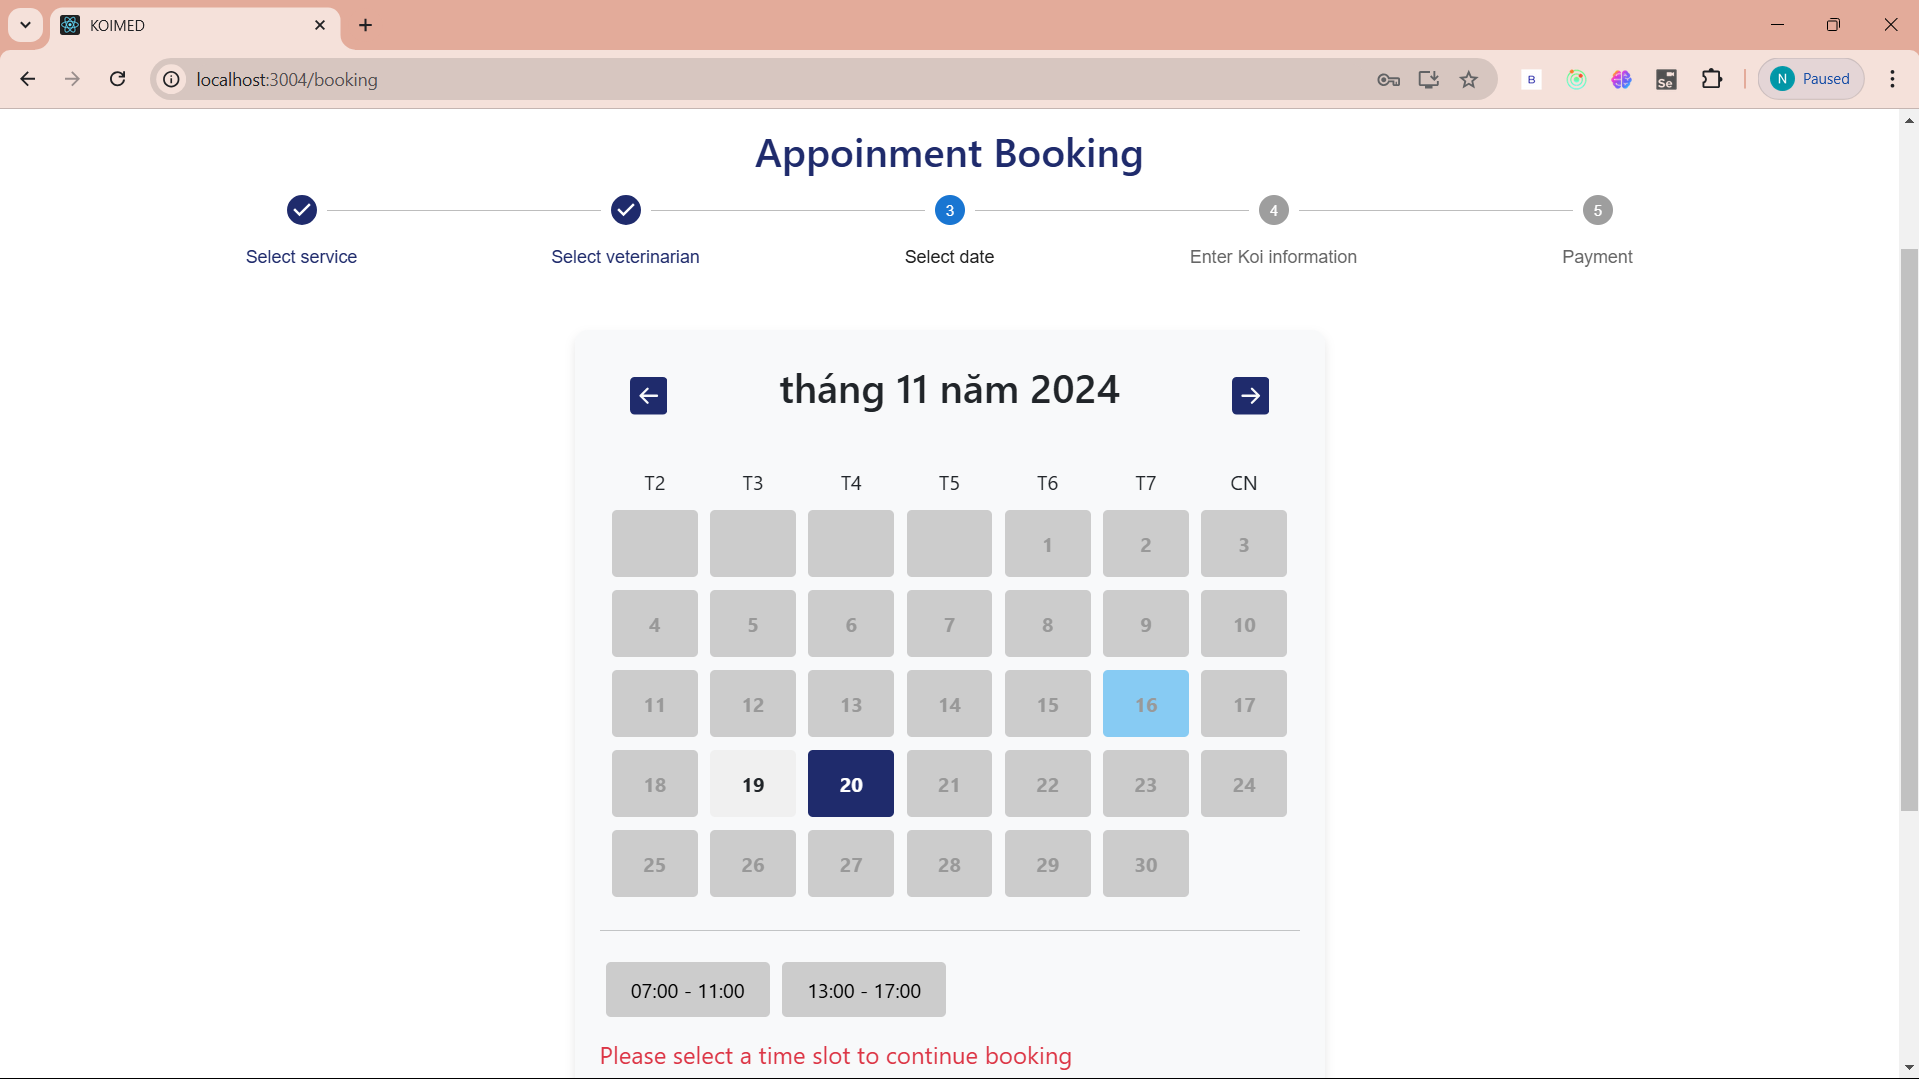 KOIMED
localhost:3004/booking
B
Se
N Paused
Appoinment Booking
3 4 5
Select service Select veterinarian Select date Enter Koi information Payment
tháng 11 năm 2024
T2 T3 T4 T5 T6 T7 CN
1 2 3
4 5 6 7 8 9 10
11 12 13 14 15 16 17
18 19 20 21 22 23 24
25 26 27 28 29 30
07:00 - 11:00 13:00 - 17:00
Please select a time slot to continue booking